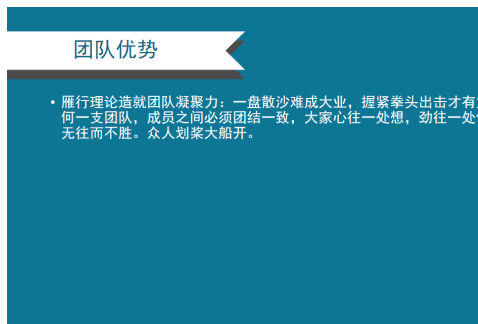 团队优势
• 雁行理论造就团队凝聚力：一盘散沙难成大业，握紧拳头出击才有
何一支团队，成员之间必须团结一致，大家心往一处想，劲往一处
无往而不胜。众人划桨大船开。